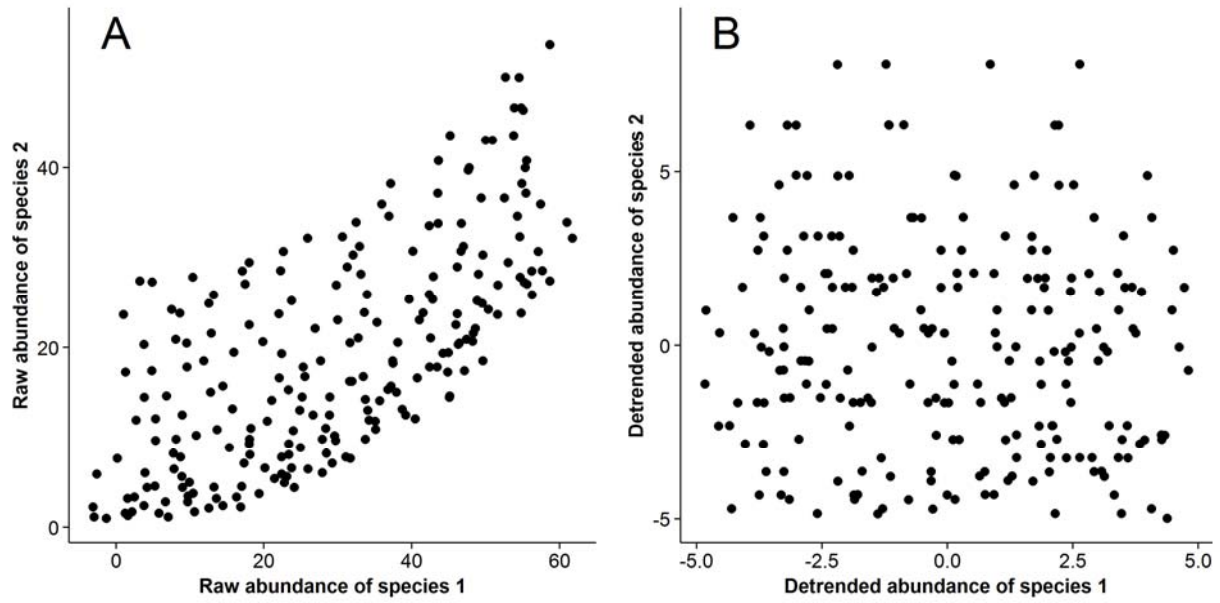 A
Raw abundance of species 2
40
20
0
0 20 40 60
Raw abundance of species 1
B
Detrended abundance of species 2
5
0
-5
-5.0 -2.5 0.0 2.5 5.0
Detrended abundance of species 1